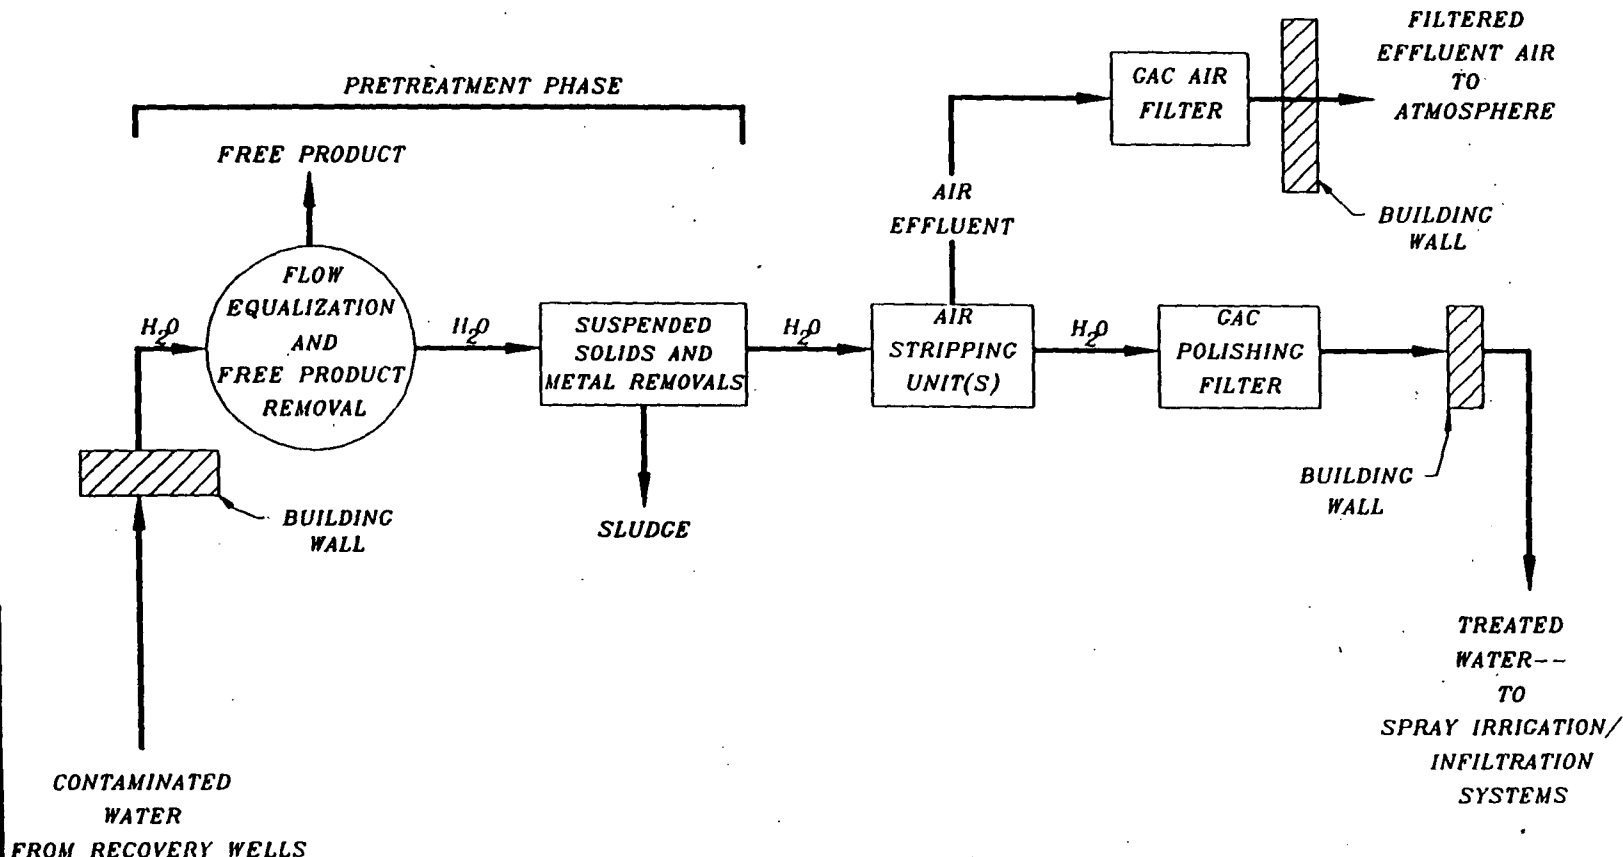 PRETREATMENT PHASE
FREE PRODUCT
FLOW
EQUALIZATION
AND
FREE PRODUCT
REMOVAL
H2O
BUILDING
WALL
CONTAMINATED
WATER
FROM RECOVERY WELLS
H2O
SUSPENDED
SOLIDS AND
METAL REMOVALS
SLUDGE
H2O
AIR
STRIPPING
UNIT(S)
AIR
EFFLUENT
GAC AIR
FILTER
FILTERED
EFFLUENT AIR
TO
ATMOSPHERE
BUILDING
WALL
H2O
GAC
POLISHING
FILTER
BUILDING
WALL
TREATED
WATER--
TO
SPRAY IRRIGATION/
INFILTRATION
SYSTEMS